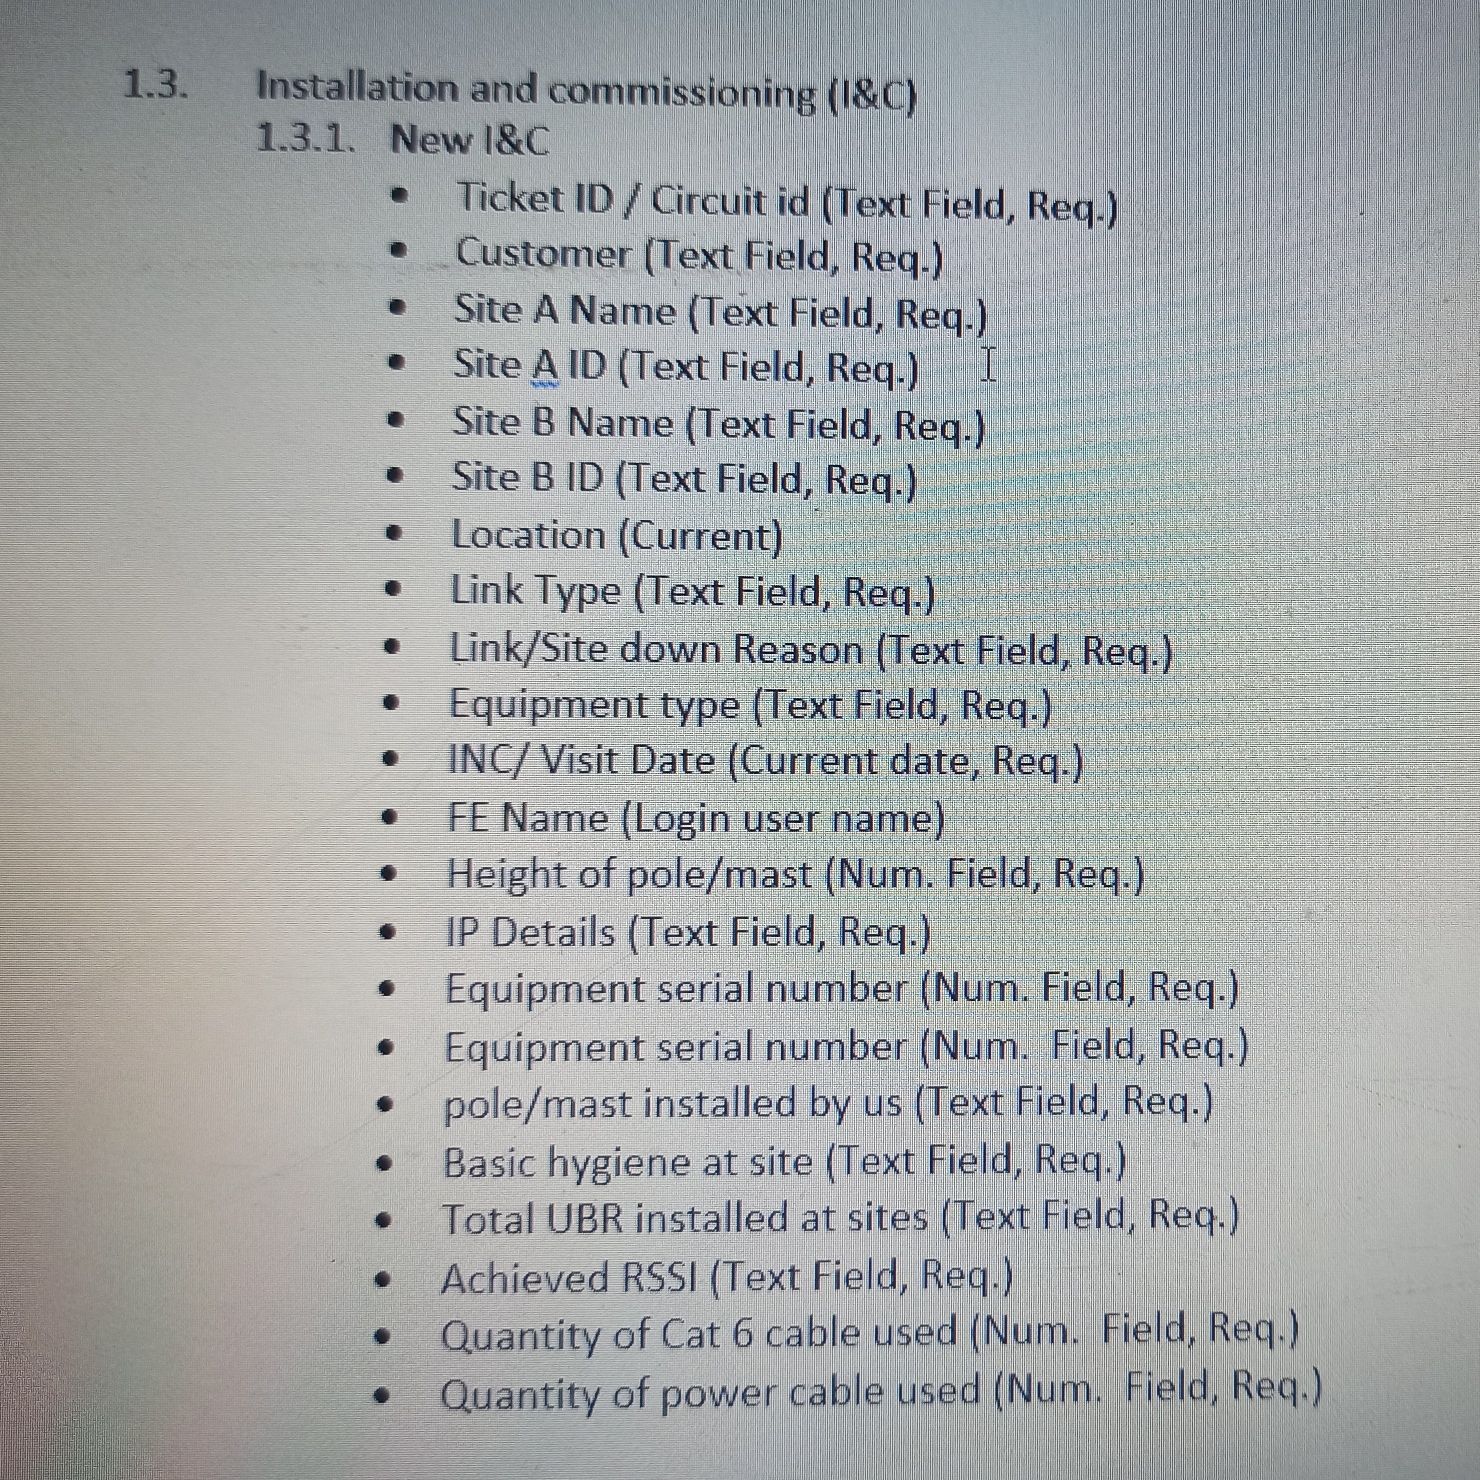 1.3. Installation and commissioning (I&C)
1.3.1. New I&C
• Ticket ID / Circuit id (Text Field, Req.)
• Customer (Text Field, Req.)
• Site A Name (Text Field, Req.)
• Site A ID (Text Field, Req.)
• Site B Name (Text Field, Req.)
• Site B ID (Text Field, Req.)
• Location (Current)
• Link Type (Text Field, Req.)
• Link/Site down Reason (Text Field, Req.)
• Equipment type (Text Field, Req.)
• INC/ Visit Date (Current date, Req.)
• FE Name (Login user name)
• Height of pole/mast (Num. Field, Req.)
• IP Details (Text Field, Req.)
• Equipment serial number (Num. Field, Req.)
• Equipment serial number (Num.  Field, Req.)
• pole/mast installed by us (Text Field, Req.)
• Basic hygiene at site (Text Field, Req.)
• Total UBR installed at sites (Text Field, Req.)
• Achieved RSSI (Text Field, Req.)
• Quantity of Cat 6 cable used (Num.  Field, Req.)
• Quantity of power cable used (Num.  Field, Req.)